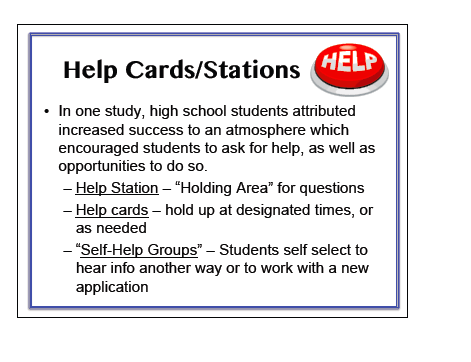 HELP
Help Cards/Stations
• In one study, high school students attributed
increased success to an atmosphere which
encouraged students to ask for help, as well as
opportunities to do so.
– Help Station – “Holding Area” for questions
– Help cards – hold up at designated times, or
as needed
– “Self-Help Groups” – Students self select to
hear info another way or to work with a new
application